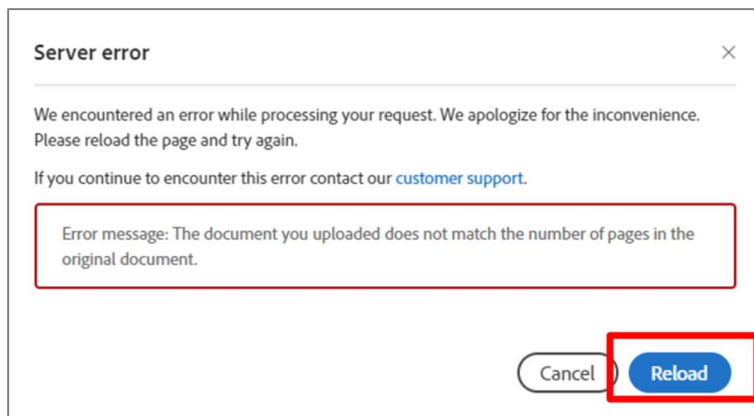 Server error
We encountered an error while processing your request. We apologize for the inconvenience.
Please reload the page and try again.
If you continue to encounter this error contact our customer support.
Error message: The document you uploaded does not match the number of pages in the
original document.
Cancel
Reload